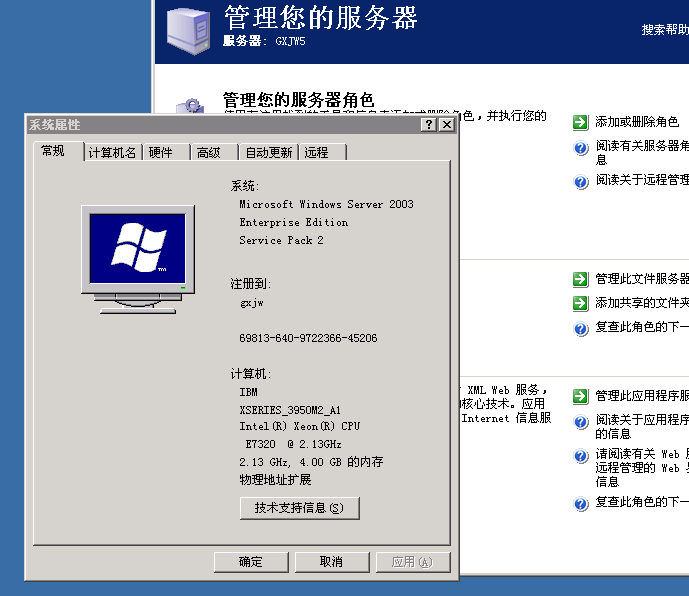 管理您的服务器
服务器: GXJW5
搜索帮助
管理您的服务器角色
色，并执行您的
添加或删除角色
阅读有关服务器角
息
阅读关于远程管理
系统属性
常规
计算机名
硬件
高级
自动更新
远程
系统:
Microsoft Windows Server 2003
Enterprise Edition
Service Pack 2
注册到:
gxjw
69813-640-9722366-45206
计算机:
IBM
XSERIES_3950M2_A1
Intel(R) Xeon(R) CPU
E7320 @ 2.13GHz
2.13 GHz, 4.00 GB 的内存
物理地址扩展
技术支持信息(S)
确定
取消
应用(A)
管理此文件服务器
添加共享的文件夹
复查此角色的下一
XML Web 服务，
核心技术。应用
Internet 信息服
管理此应用程序服
阅读关于应用程序
的信息
请阅读有关 Web
远程管理的 Web
信息
复查此角色的下一